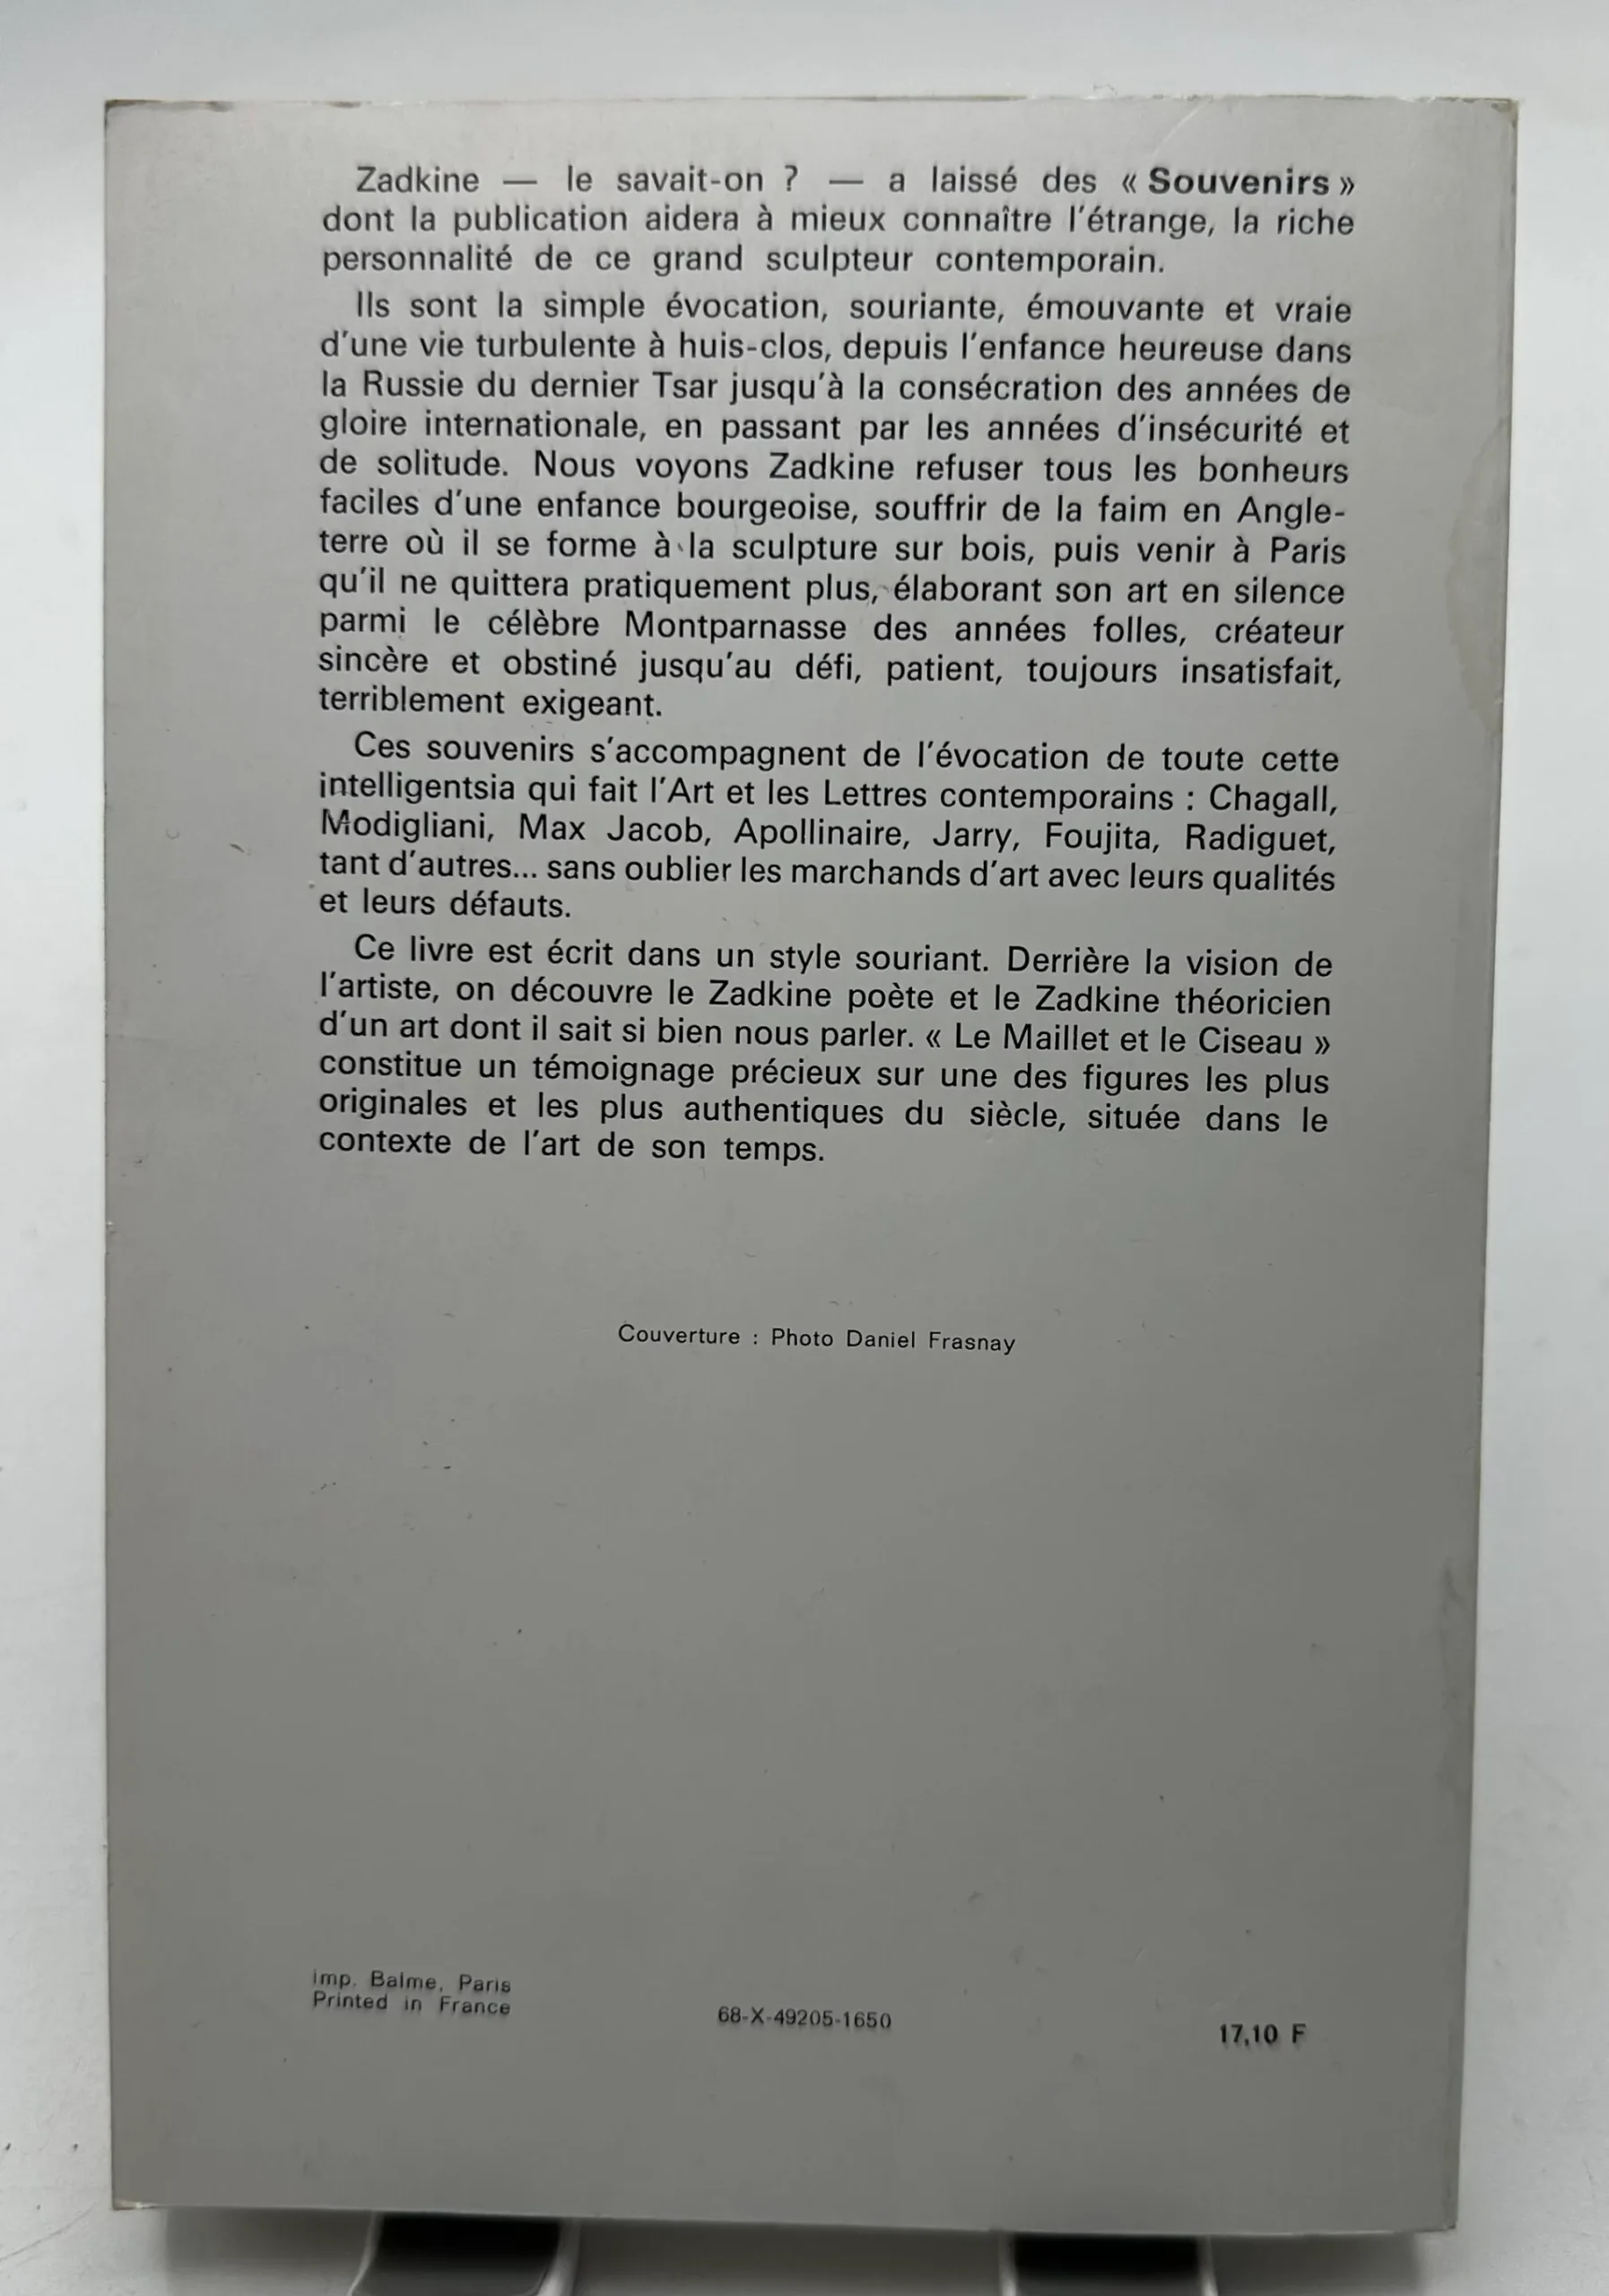 Zadkine — le savait-on ? — a laissé des « Souvenirs »
dont la publication aidera à mieux connaître l'étrange, la riche
personnalité de ce grand sculpteur contemporain.
Ils sont la simple évocation, souriante, émouvante et vraie
d'une vie turbulente à huis-clos, depuis l'enfance heureuse dans
la Russie du dernier Tsar jusqu'à la consécration des années de
gloire internationale, en passant par les années d'insécurité et
de solitude. Nous voyons Zadkine refuser tous les bonheurs
faciles d'une enfance bourgeoise, souffrir de la faim en Angle-
terre où il se forme à la sculpture sur bois, puis venir à Paris
qu'il ne quittera pratiquement plus, élaborant son art en silence
parmi le célèbre Montparnasse des années folles, créateur
sincère et obstiné jusqu'au défi, patient, toujours insatisfait,
terriblement exigeant.
Ces souvenirs s'accompagnent de l'évocation de toute cette
intelligentsia qui fait l'Art et les Lettres contemporains : Chagall,
Modigliani, Max Jacob, Apollinaire, Jarry, Foujita, Radiguet,
tant d'autres... sans oublier les marchands d'art avec leurs qualités
et leurs défauts.
Ce livre est écrit dans un style souriant. Derrière la vision de
l'artiste, on découvre le Zadkine poète et le Zadkine théoricien
d'un art dont il sait si bien nous parler. « Le Maillet et le Ciseau »
constitue un témoignage précieux sur une des figures les plus
originales et les plus authentiques du siècle, située dans le
contexte de l'art de son temps.
Couverture : Photo Daniel Frasnay
imp. Balme, Paris
Printed in France
68-X-49205-1650
17,10 F